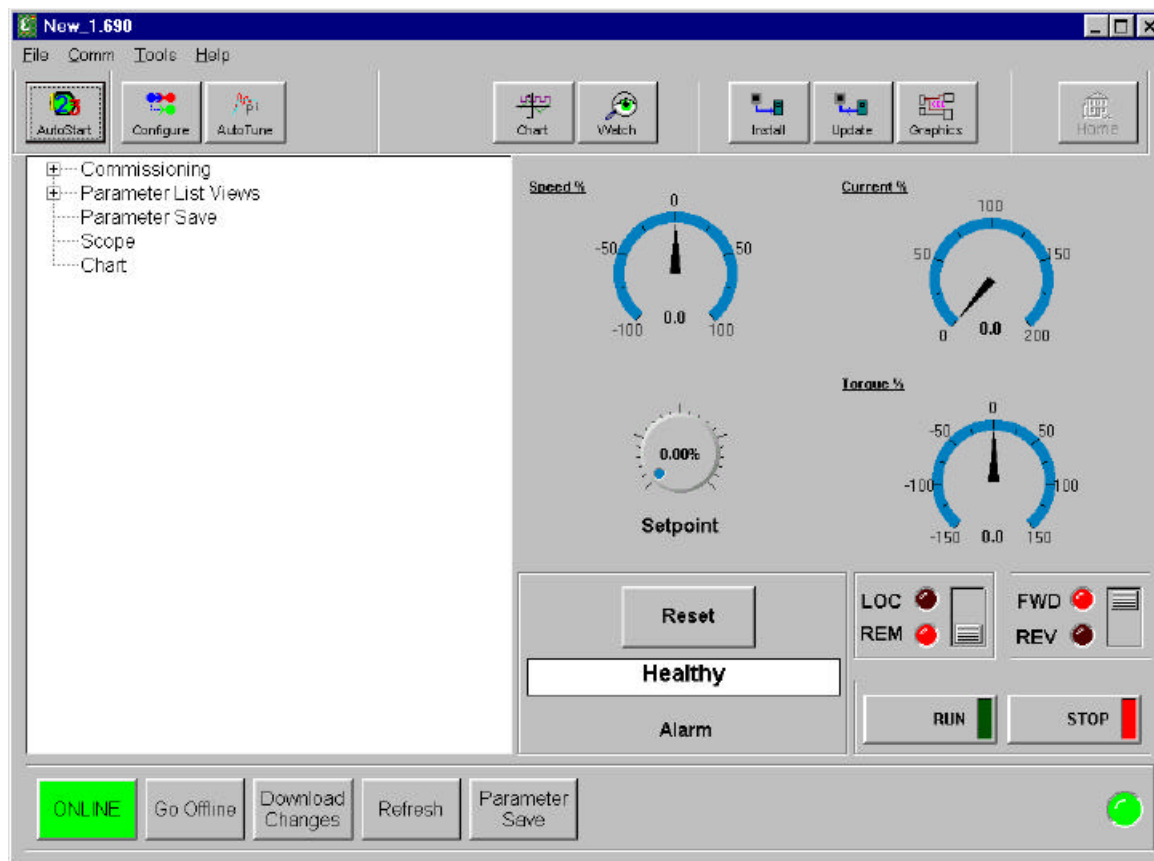 New_1.690
File Comm Tools Help
AutoStart Configure AutoTune Chart Watch Install Update Graphics Home
Commissioning
Parameter List Views
Parameter Save
Scope
Chart
Speed %
0
-50 50
-100 0.0 100
Current %
100
50 150
0 0.0 200
0.00%
Setpoint
Torque %
0
-50 50
-100 100
-150 0.0 150
Reset
Healthy
Alarm
LOC
REM
FWD
REV
RUN STOP
ONLINE
Go Offline
Download
Changes
Refresh
Parameter
Save